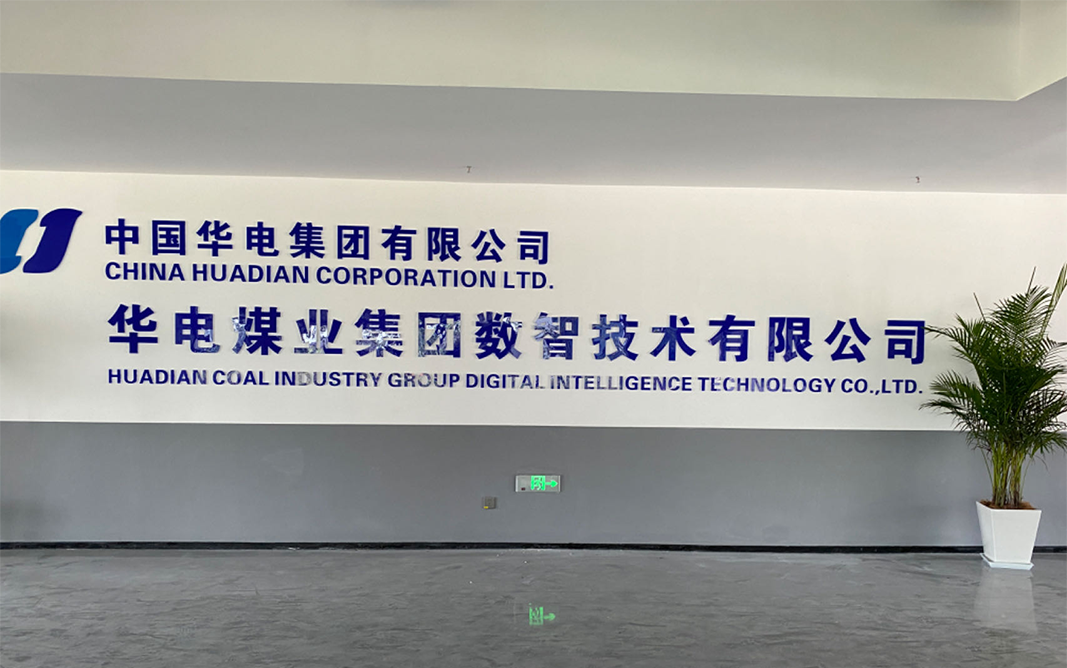 中国华电集团有限公司
CHINA HUADIAN CORPORATION LTD.
华电煤业集团数智技术有限公司
HUADIAN COAL INDUSTRY GROUP DIGITAL INTELLIGENCE TECHNOLOGY CO.,LTD.